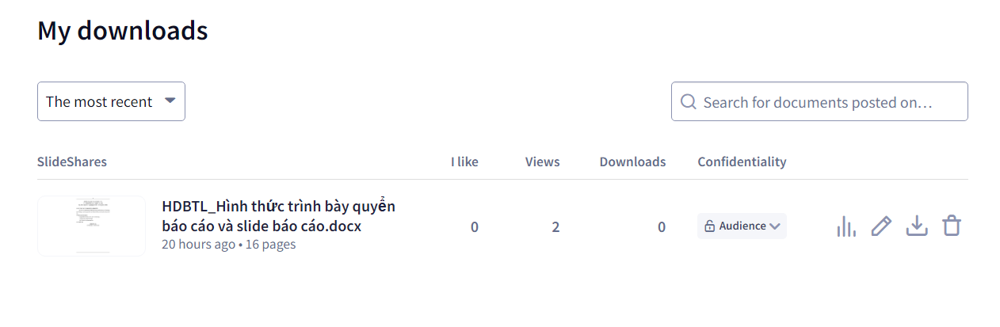 My downloads
The most recent
Search for documents posted on…
SlideShares I like Views Downloads Confidentiality
HDBTL_Hình thức trình bày quyển
báo cáo và slide báo cáo.docx
20 hours ago • 16 pages
0 2 0 Audience